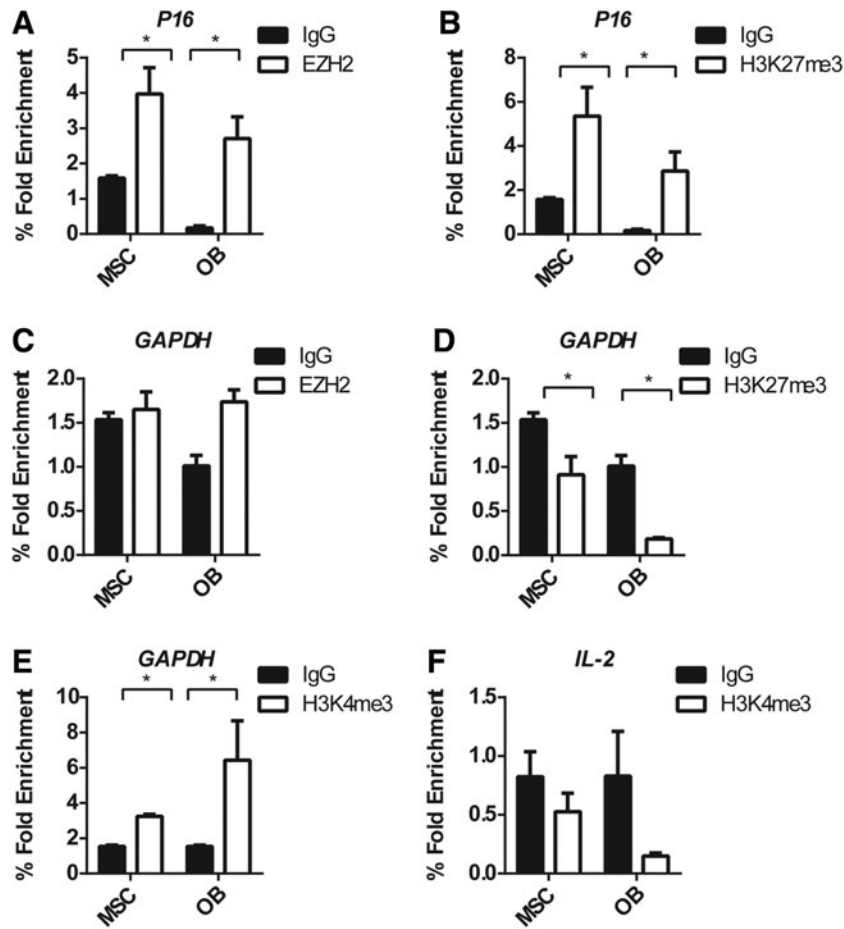 A
P16
*
*
IgG
EZH2
% Fold Enrichment
5
4
3
2
1
0
MSC
OB
B
P16
*
*
IgG
H3K27me3
% Fold Enrichment
8
6
4
2
0
MSC
OB
C
GAPDH
IgG
EZH2
% Fold Enrichment
2.0
1.5
1.0
0.5
0.0
MSC
OB
D
GAPDH
*
*
IgG
H3K27me3
% Fold Enrichment
2.0
1.5
1.0
0.5
0.0
MSC
OB
E
GAPDH
*
*
IgG
H3K4me3
% Fold Enrichment
10
8
6
4
2
0
MSC
OB
F
IL-2
IgG
H3K4me3
% Fold Enrichment
1.5
1.0
0.5
0.0
MSC
OB